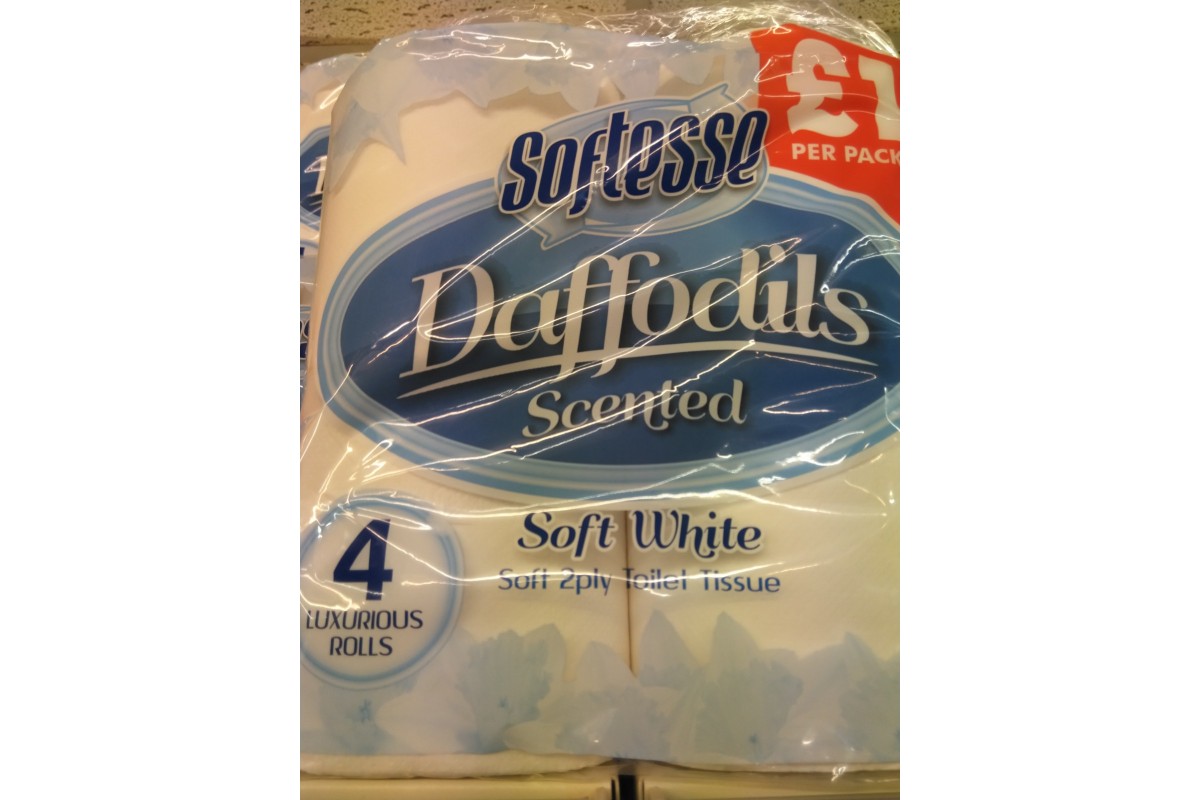 Softesse
£1
PER PACK
Daffodils
Scented
Soft White
Soft 2ply Toilet Tissue
4
LUXURIOUS
ROLLS